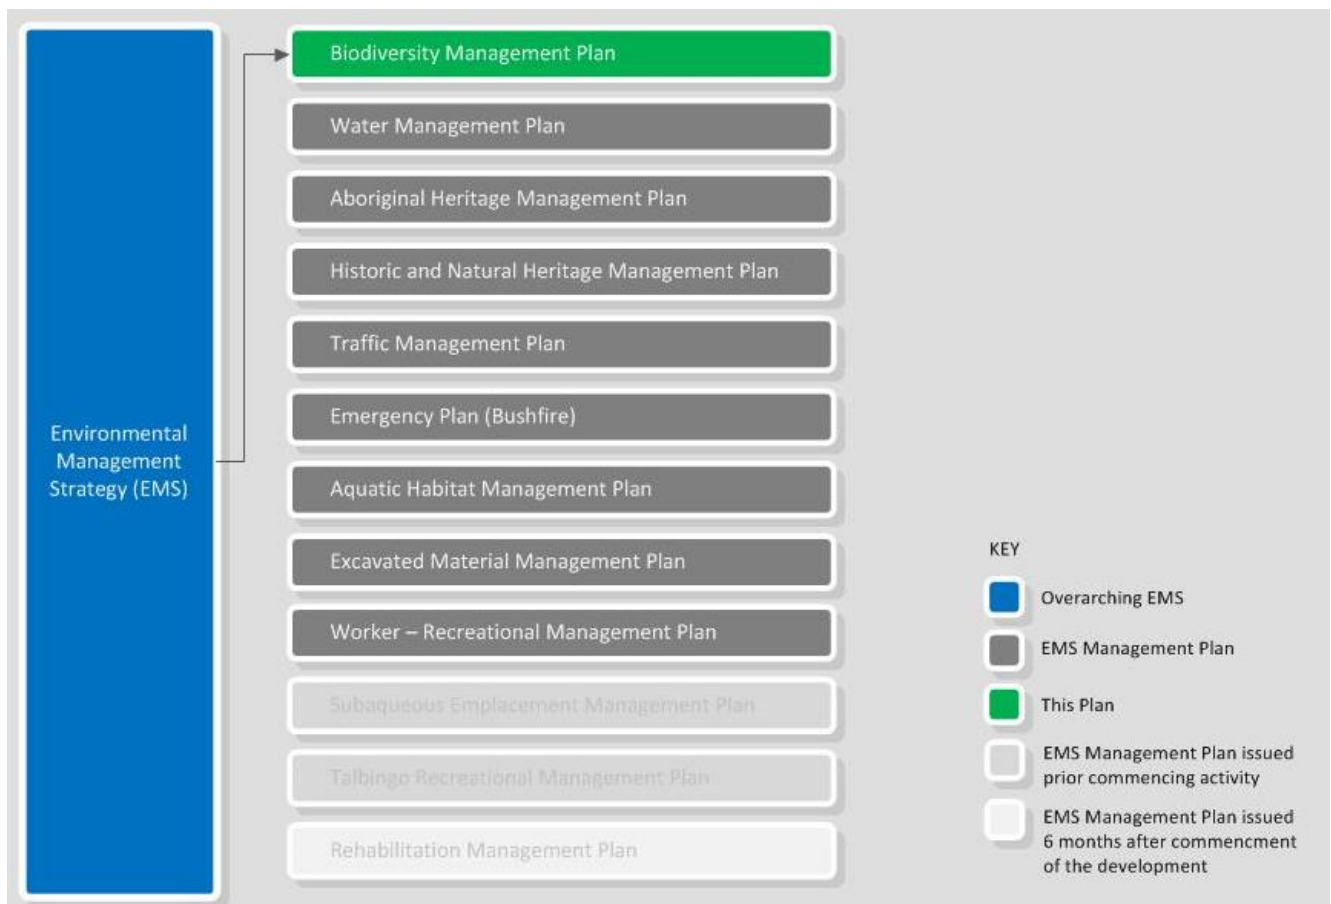 Biodiversity Management Plan
Water Management Plan
Aboriginal Heritage Management Plan
Historic and Natural Heritage Management Plan
Traffic Management Plan
Emergency Plan (Bushfire)
Environmental
Management
Strategy (EMS)
Aquatic Habitat Management Plan
Excavated Material Management Plan
Worker – Recreational Management Plan
Subaqueous Emplacement Management Plan
Talbingo Recreational Management Plan
Rehabilitation Management Plan
KEY
Overarching EMS
EMS Management Plan
This Plan
EMS Management Plan issued
prior commencing activity
EMS Management Plan issued
6 months after commencment
of the development